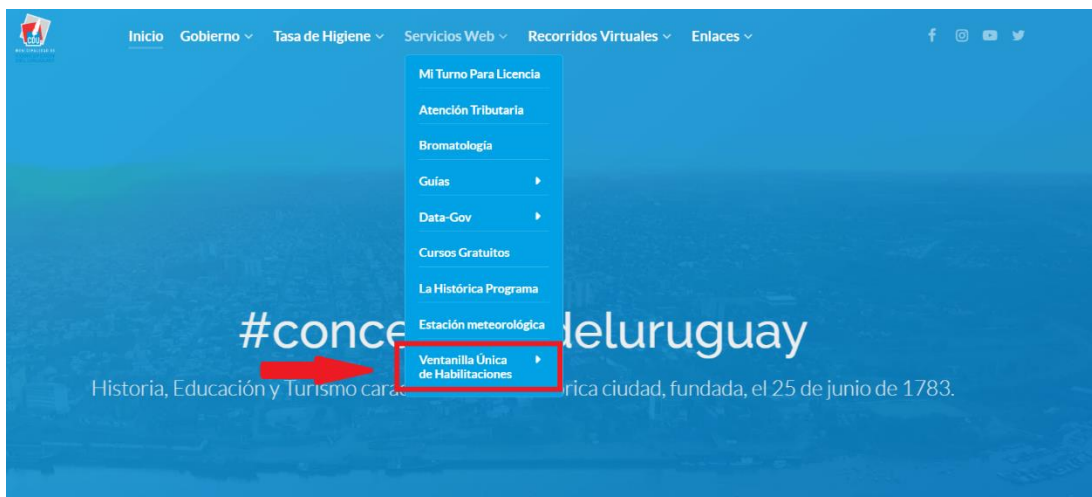 CDU
Inicio Gobierno Tasa de Higiene Servicios Web Recorridos Virtuales Enlaces
Mi Turno Para Licencia
Atención Tributaria
Bromatología
Guías
Data-Gov
Cursos Gratuitos
La Histórica Programa
Estación meteorológica
Ventanilla Única
de Habilitaciones
#conce deluruguay
Historia, Educación y Turismo cara rica ciudad, fundada, el 25 de junio de 1783.